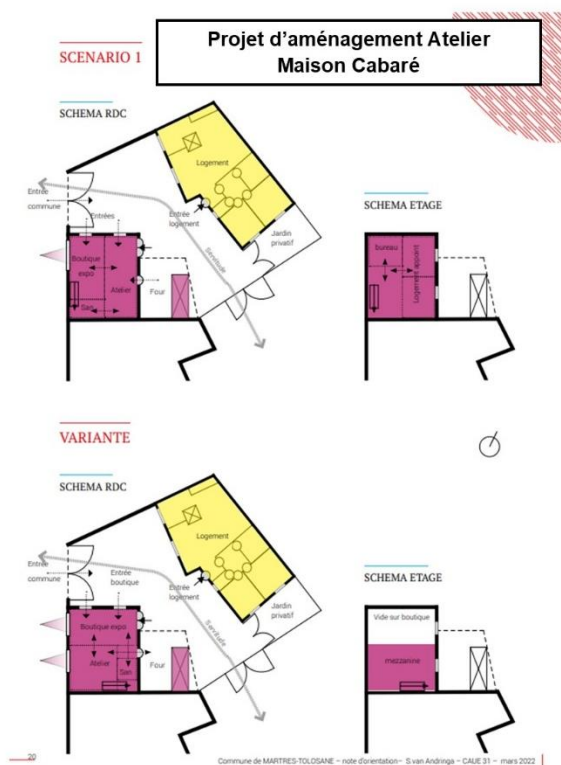 Projet d’aménagement Atelier
Maison Cabaré
SCENARIO 1
SCHEMA RDC
Logement
Entrée
commune
Entrées
Entrée
logement
Jardin
privatif
Servitude
Boutique
expo
Atelier
San
Four
SCHEMA ETAGE
bureau
Logement appoint
VARIANTE
SCHEMA RDC
Logement
Entrée
commune
Entrée
boutique
Entrée
logement
Jardin
privatif
Servitude
Boutique expo
Atelier
San
Four
SCHEMA ETAGE
Vide sur boutique
mezzanine
20
Commune de MARTRES-TOLOSANE – note d'orientation– S van Andringa – CAUE 31 – mars 2022